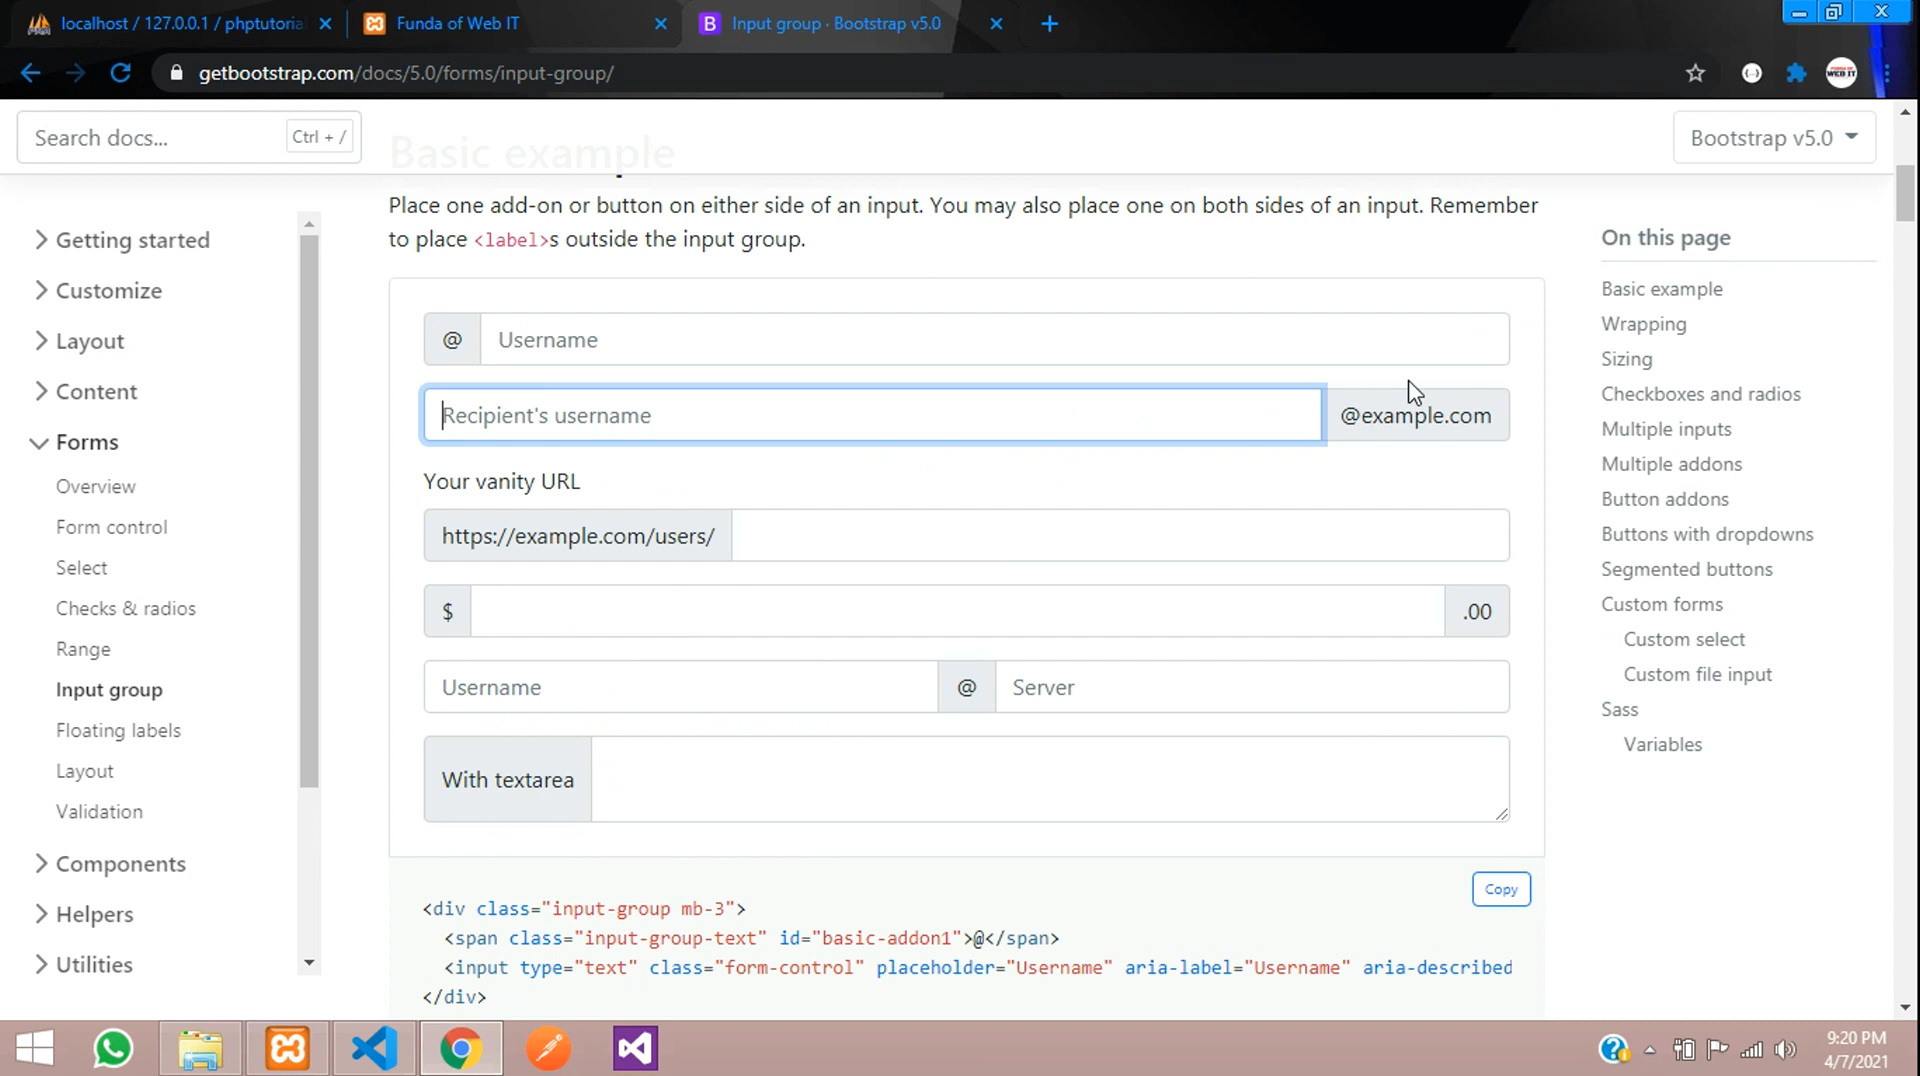 localhost / 127.0.0.1 / phptutoria
Funda of Web IT
Input group · Bootstrap v5.0
getbootstrap.com/docs/5.0/forms/input-group/
WEB IT
Search docs...
Ctrl + /
Basic example
Bootstrap v5.0
Place one add-on or button on either side of an input. You may also place one on both sides of an input. Remember
to place <label>s outside the input group.
Getting started
Customize
Layout
Content
Forms
Overview
Form control
Select
Checks & radios
Range
Input group
Floating labels
Layout
Validation
Components
Helpers
Utilities
@
Username
Recipient's username
@example.com
Your vanity URL
https://example.com/users/
$
.00
Username
@
Server
With textarea
Copy
<div class="input-group mb-3">
<span class="input-group-text" id="basic-addon1">@</span>
<input type="text" class="form-control" placeholder="Username" aria-label="Username" aria-described
</div>
On this page
Basic example
Wrapping
Sizing
Checkboxes and radios
Multiple inputs
Multiple addons
Button addons
Buttons with dropdowns
Segmented buttons
Custom forms
Custom select
Custom file input
Sass
Variables
9:20 PM
4/7/2021